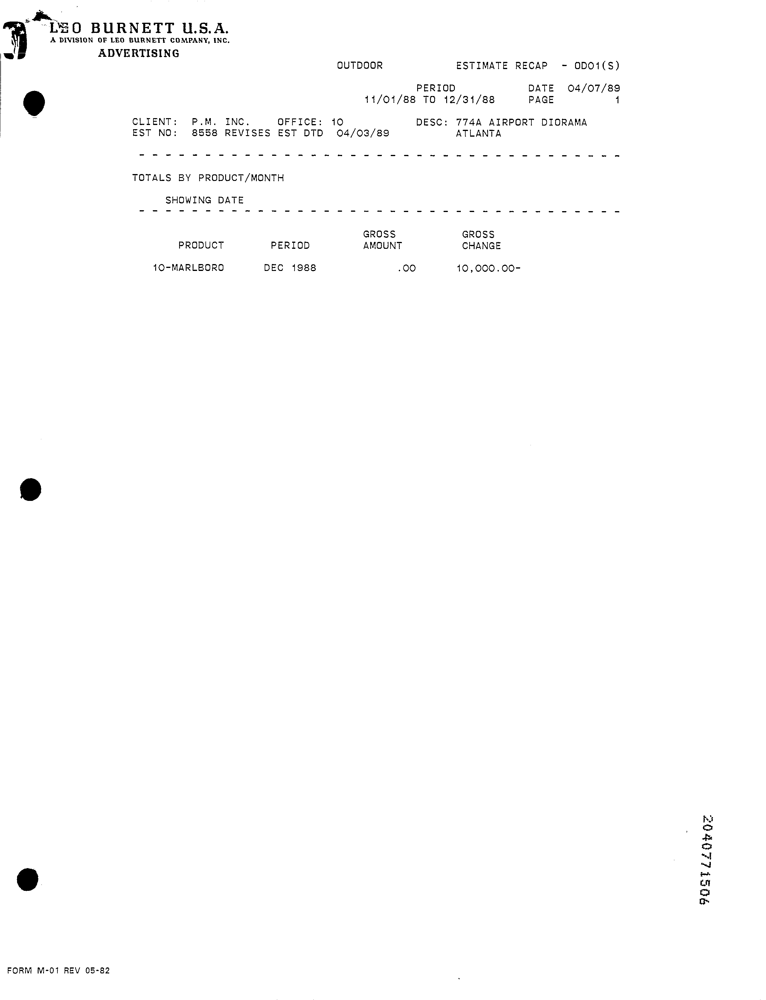 LEO BURNETT U.S.A.
A DIVISION OF LEO BURNETT COMPANY, INC.
ADVERTISING
OUTDOOR ESTIMATE RECAP - OD01(S)
PERIOD DATE 04/07/89
11/01/88 TO 12/31/88 PAGE 1
CLIENT: P.M. INC. OFFICE: 10 DESC: 774A AIRPORT DIORAMA
EST NO: 8558 REVISES EST DTD 04/03/89 ATLANTA
- - - - - - - - - - - - - - - - - - - - - - - - - - - - - - - - - - - - -
TOTALS BY PRODUCT/MONTH
SHOWING DATE
- - - - - - - - - - - - - - - - - - - - - - - - - - - - - - - - - - - - -
GROSS GROSS
PRODUCT PERIOD AMOUNT CHANGE
10-MARLBORO DEC 1988 .00 10,000.00-
2040771506
FORM M-01 REV 05-82